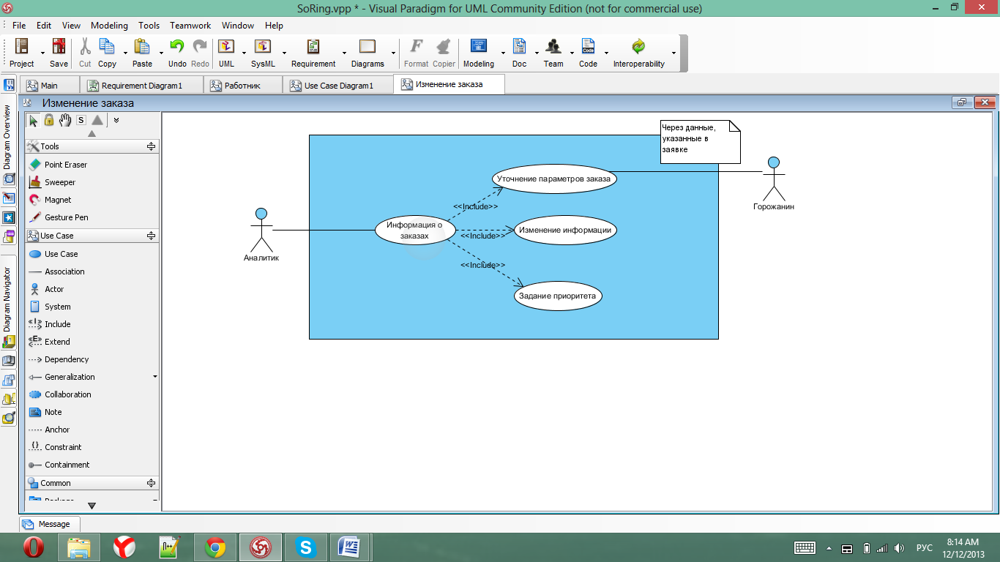 SoRing.vpp * - Visual Paradigm for UML Community Edition (not for commercial use)
File Edit View Modeling Tools Teamwork Window Help
Project Save Cut Copy Paste Undo Redo UML SysML Requirement Diagrams Format Copier Modeling Doc Team Code Interoperability
Main Requirement Diagram1 Работник Use Case Diagram1 Изменение заказа
Изменение заказа
Diagram Overview
Diagram Navigator
Tools
Point Eraser
Sweeper
Magnet
Gesture Pen
Use Case
Use Case
Association
Actor
System
Include
Extend
Dependency
Generalization
Collaboration
Note
Anchor
Constraint
Containment
Common
Через данные,
указанные в
заявке
Уточнение параметров заказа
Горожанин
<<Include>>
Информация о
заказах
<<Include>>
Изменение информации
Аналитик
<<Include>>
Задание приоритета
Message
РУС
8:14 AM
12/12/2013